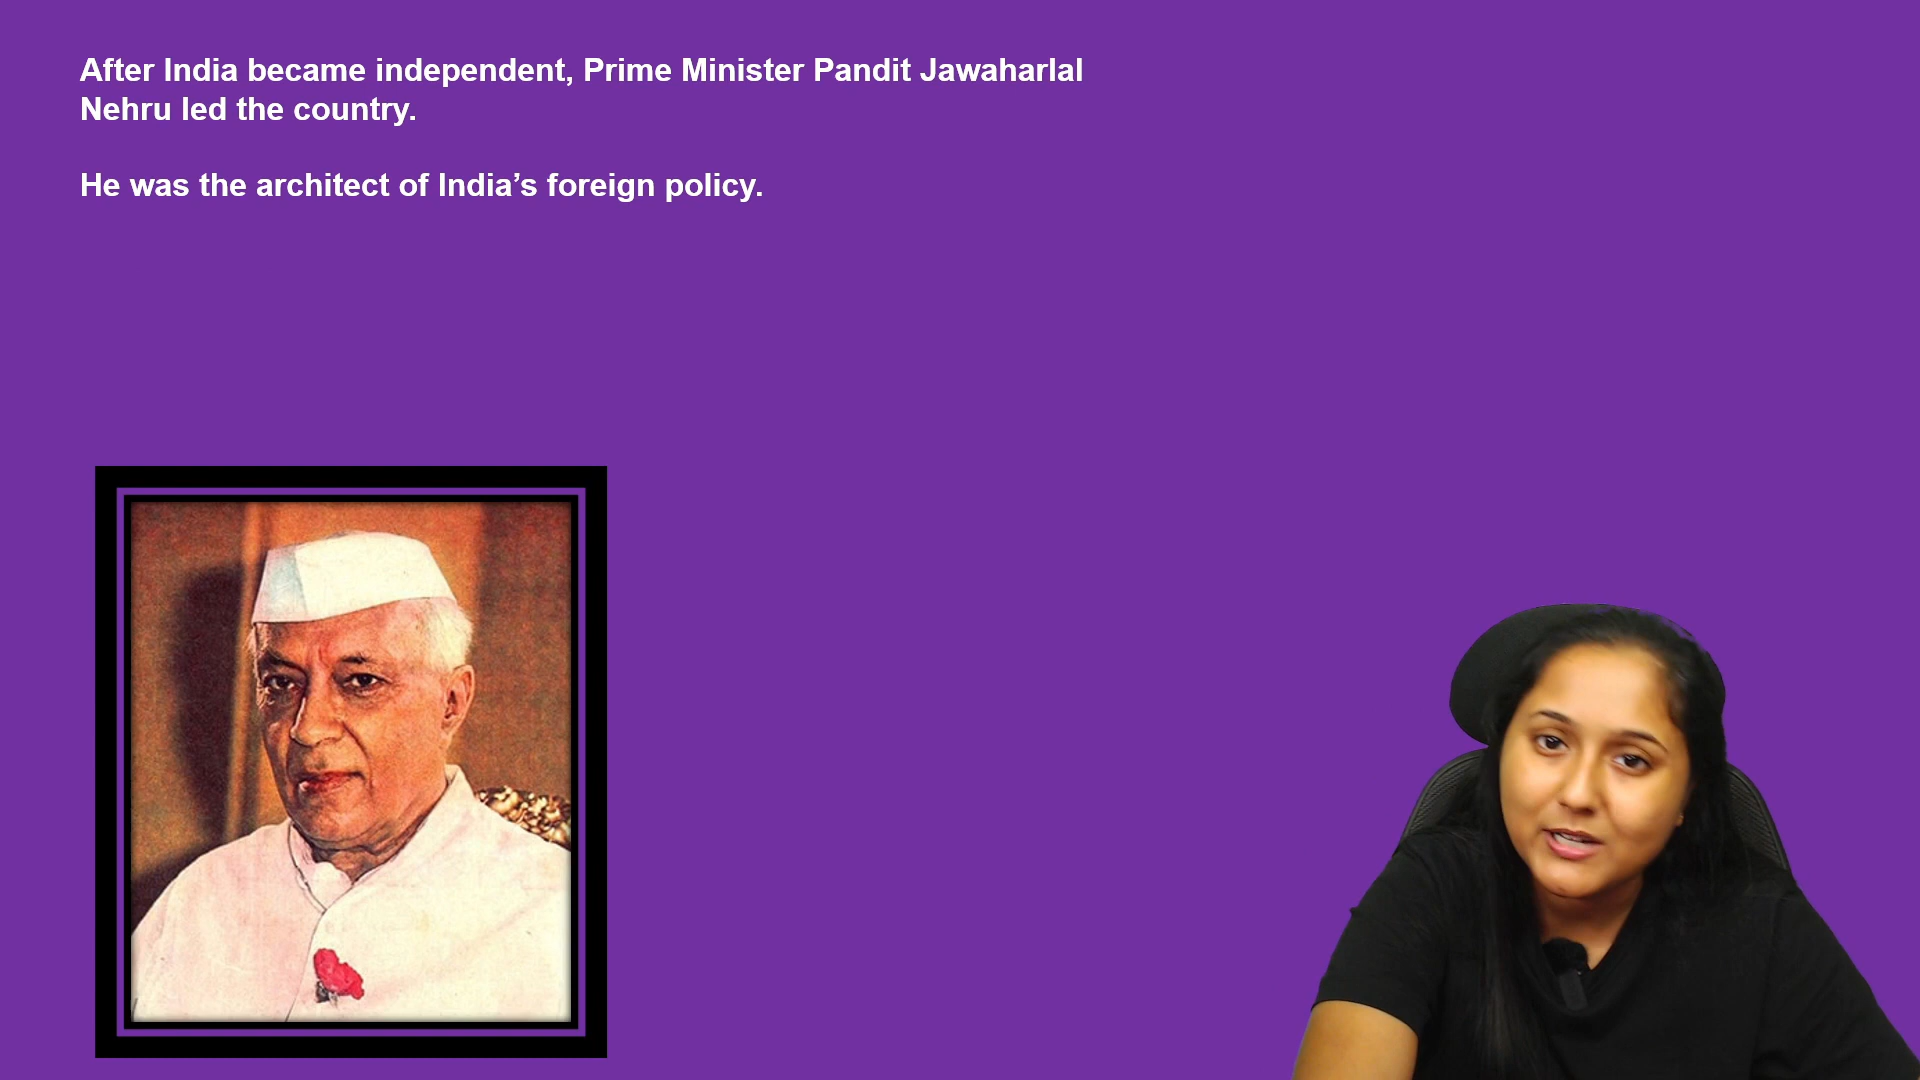 After India became independent, Prime Minister Pandit Jawaharlal
Nehru led the country.
He was the architect of India’s foreign policy.